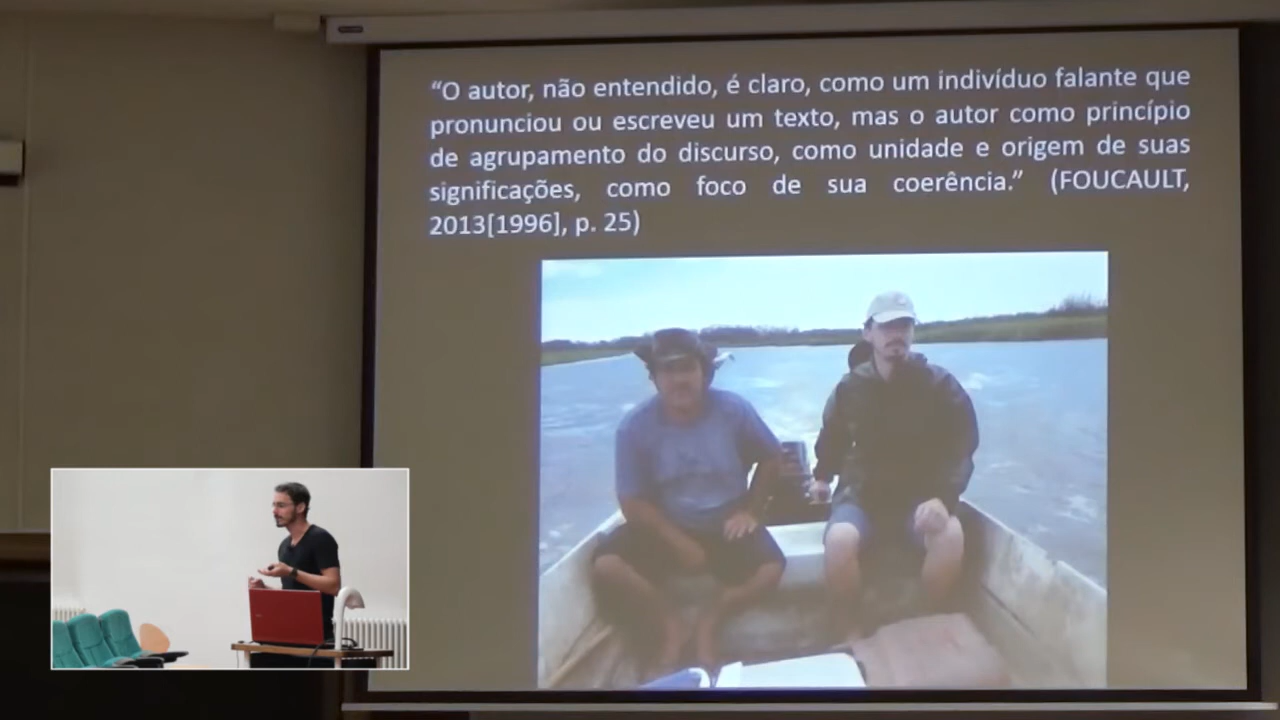 “O autor, não entendido, é claro, como um indivíduo falante que
pronunciou ou escreveu um texto, mas o autor como princípio
de agrupamento do discurso, como unidade e origem de suas
significações, como foco de sua coerência.” (FOUCAULT,
2013[1996], p. 25)